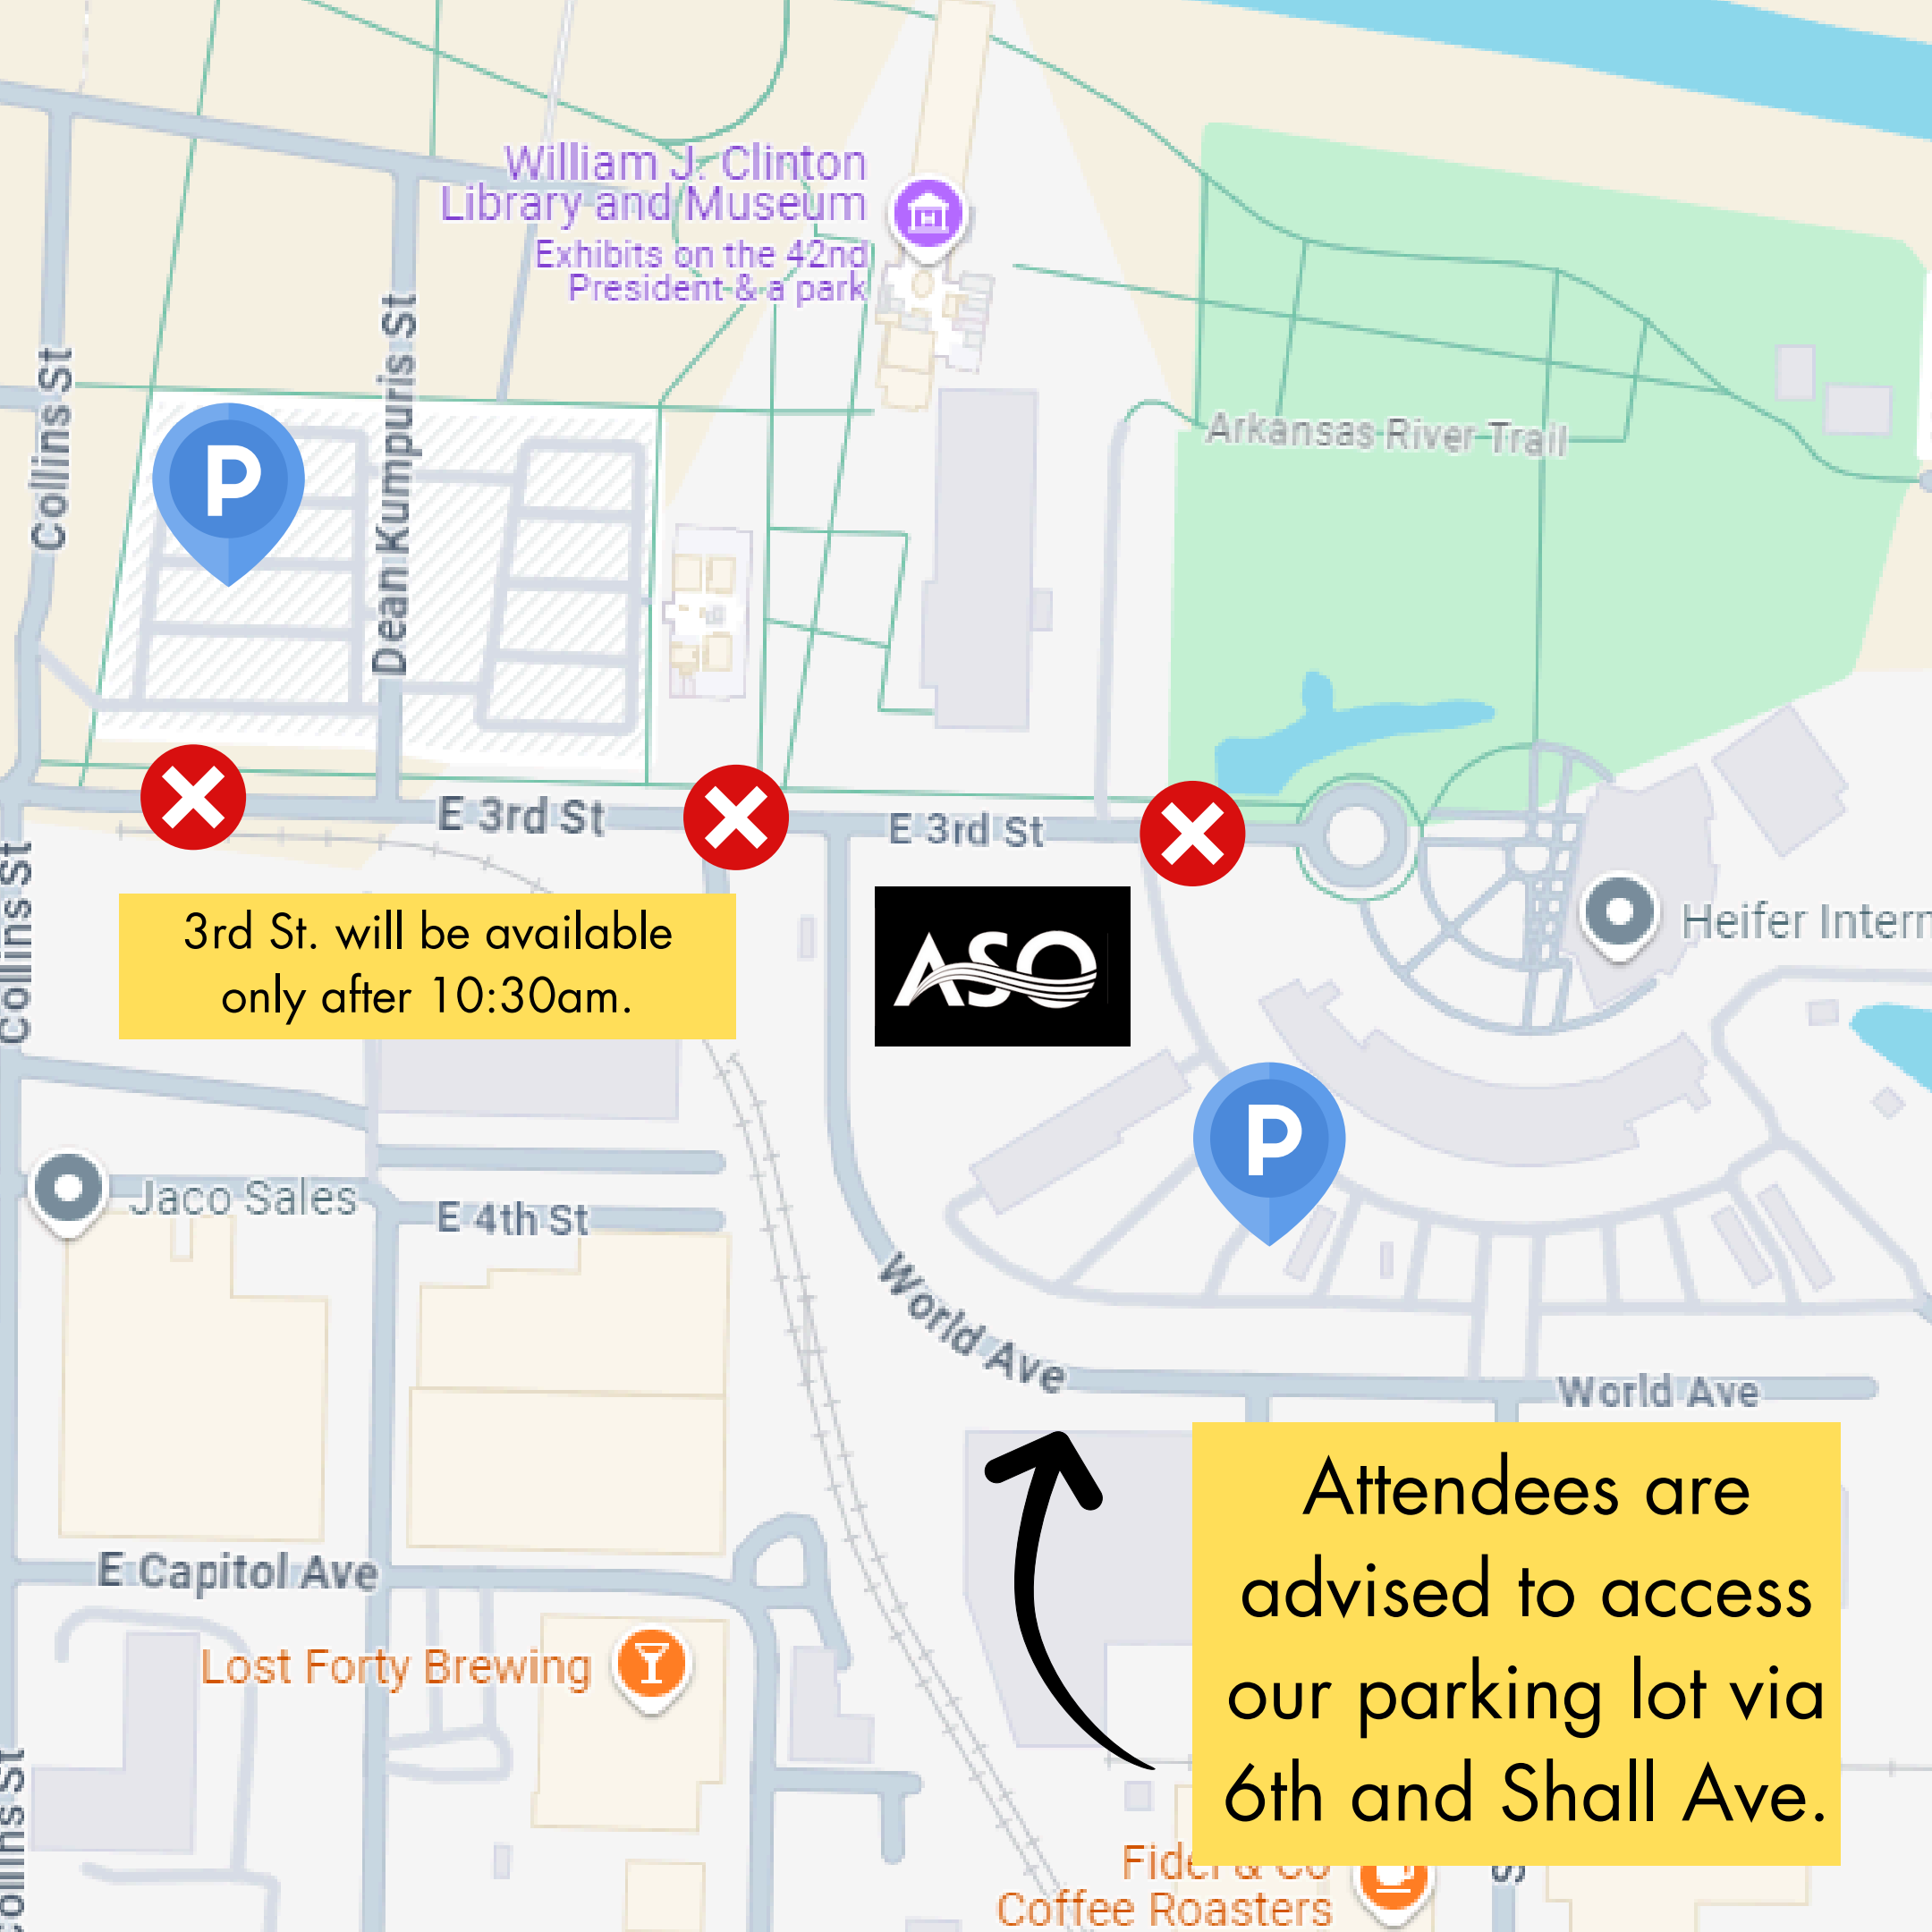 William J. Clinton
Library and Museum
Exhibits on the 42nd
President & a park
Collins St
Dean Kumpuris St
P
Arkansas River Trail
E 3rd St
E 3rd St
Collins St
3rd St. will be available
only after 10:30am.
ASO
Heifer Intern
P
Jaco Sales
E 4th St
World Ave
World Ave
E Capitol Ave
Lost Forty Brewing
Attendees are
advised to access
our parking lot via
6th and Shall Ave.
Collins St
Fidel & Co
Coffee Roasters